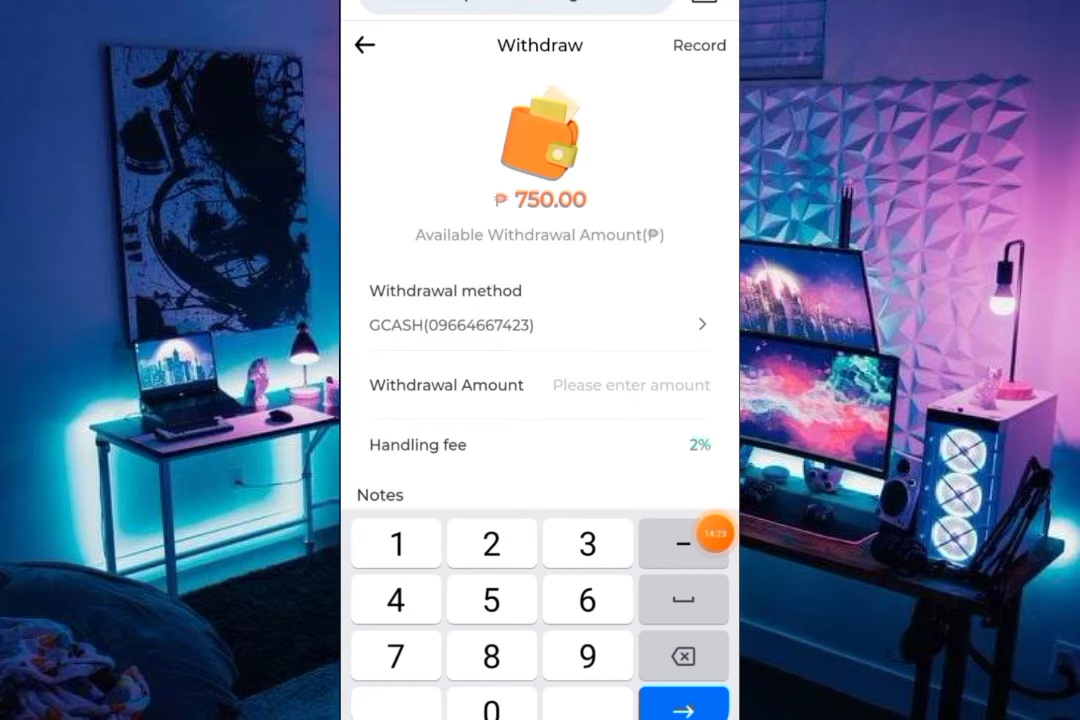 Withdraw
Record
₱ 750.00
Available Withdrawal Amount(₱)
Withdrawal method
GCASH(09664667423)
Withdrawal Amount
Please enter amount
Handling fee
2%
Notes
1 2 3 –
14:23
4 5 6
7 8 9
0